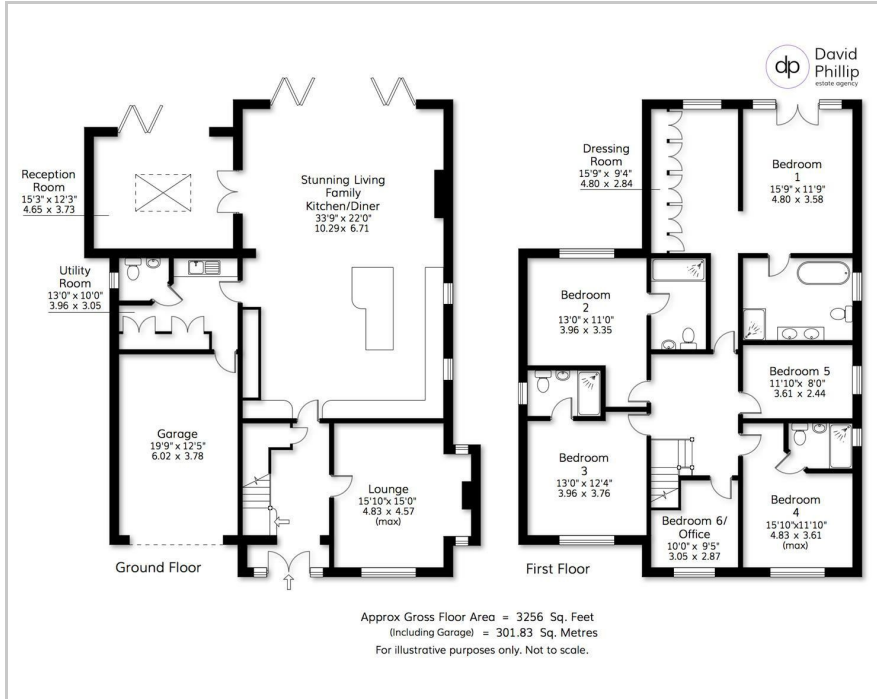 dp
David
Phillip
estate agency
Reception
Room
15'3" x 12'3"
4.65 x 3.73
Stunning Living
Family
Kitchen/Diner
33'9" x 22'0"
10.29x 6.71
Utility
Room
13'0" x 10'0"
3.96 x 3.05
Garage
19'9" x 12'5"
6.02 x 3.78
Lounge
15'10" x 15'0"
4.83 x 4.57
(max)
Ground Floor
Dressing
Room
15'9" x 9'4"
4.80 x 2.84
Bedroom
1
15'9" x 11'9"
4.80 x 3.58
Bedroom
2
13'0" x 11'0"
3.96 x 3.35
Bedroom 5
11'10"x 8'0"
3.61 x 2.44
Bedroom
3
13'0" x 12'4"
3.96 x 3.76
Bedroom
4
15'10"x11'10"
4.83 x 3.61
(max)
Bedroom 6/
Office
10'0" x 9'5"
3.05 x 2.87
First Floor
Approx Gross Floor Area = 3256 Sq. Feet
(Including Garage) = 301.83 Sq. Metres
For illustrative purposes only. Not to scale.